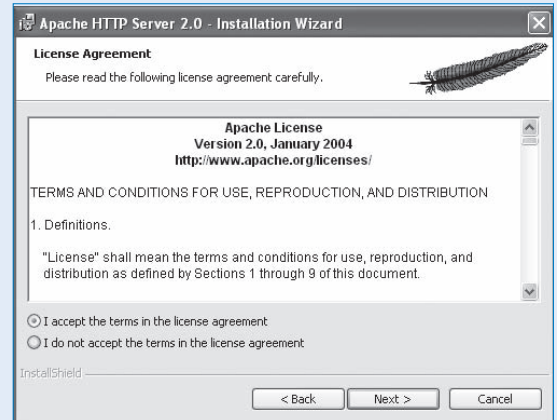 Apache HTTP Server 2.0 - Installation Wizard
License Agreement
Please read the following license agreement carefully.
Apache License
Version 2.0, January 2004
http://www.apache.org/licenses/
TERMS AND CONDITIONS FOR USE, REPRODUCTION, AND DISTRIBUTION
1. Definitions.
"License" shall mean the terms and conditions for use, reproduction, and
distribution as defined by Sections 1 through 9 of this document.
I accept the terms in the license agreement
I do not accept the terms in the license agreement
InstallShield
< Back Next > Cancel